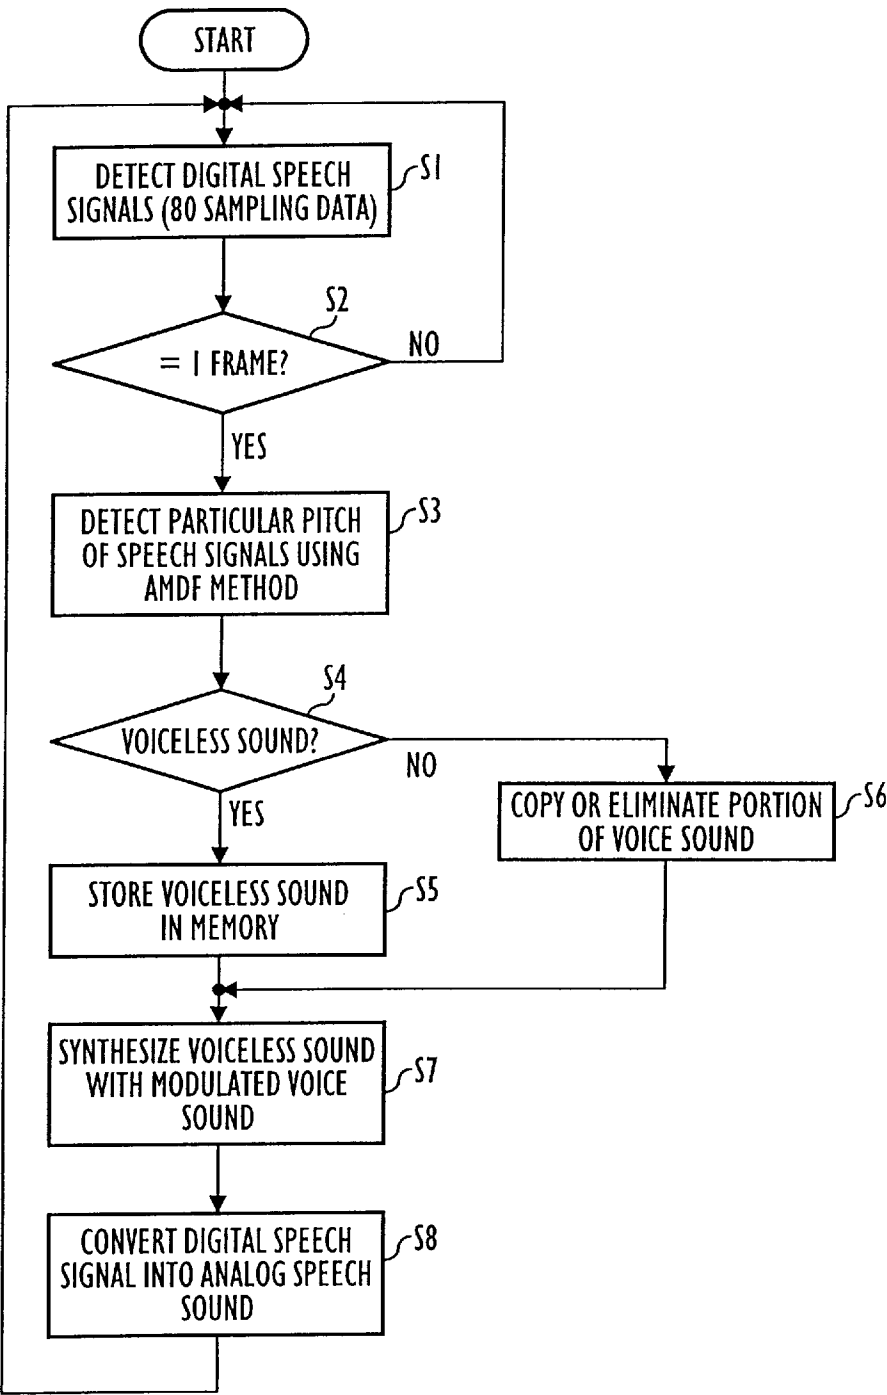 START
DETECT DIGITAL SPEECH
SIGNALS (80 SAMPLING DATA)
S1
S2
= 1 FRAME?
NO
YES
DETECT PARTICULAR PITCH
OF SPEECH SIGNALS USING
AMDF METHOD
S3
S4
VOICELESS SOUND?
NO
YES
COPY OR ELIMINATE PORTION
OF VOICE SOUND
S6
STORE VOICELESS SOUND
IN MEMORY
S5
SYNTHESIZE VOICELESS SOUND
WITH MODULATED VOICE
SOUND
S7
CONVERT DIGITAL SPEECH
SIGNAL INTO ANALOG SPEECH
SOUND
S8